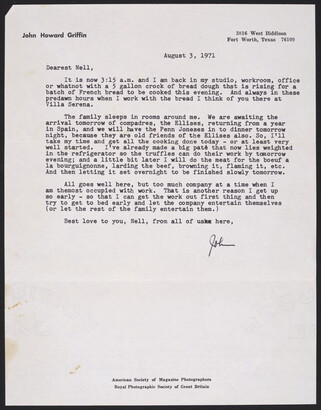 John Howard Griffin
3816 West Biddison
Fort Worth, Texas 76109
August 3, 1971
Dearest Nell,
It is now 3:15 a.m. and I am back in my studio, workroom, office
or whatnot with a 5 gallon crock of bread dough that is rising for a
batch of French bread to be cooked this evening. And always in these
predawn hours when I work with the bread I think of you there at
Villa Serena.
The family sleeps in rooms around me. We are awaiting the
arrival tomorrow of compadres, the Ellises, returning from a year
in Spain, and we will have the Penn Joneses in to dinner tomorrow
night, because they are old friends of the Ellises also. So, I'll
take my time and get all the cooking done today - or at least very
well started. I've already made a big paté that now lies weighted
in the refrigerator so the truffles can do their work by tomorrow
evening; and a little bit later I will do the meat for the boeuf a
la bourguignonne, larding the beef, browning it, flaming it, etc.
And then letting it set overnight to be finished slowly tomorrow.
All goes well here, but too much company at a time when I
am most occupied with work. That is another reason I get up
so early - so that I can get the work out first thing and then
try to get to bed early and let the company entertain themselves
(or let the rest of the family entertain them.)
Best love to you, Nell, from all of us here,
John
American Society of Magazine Photographers
Royal Photographic Society of Great Britain